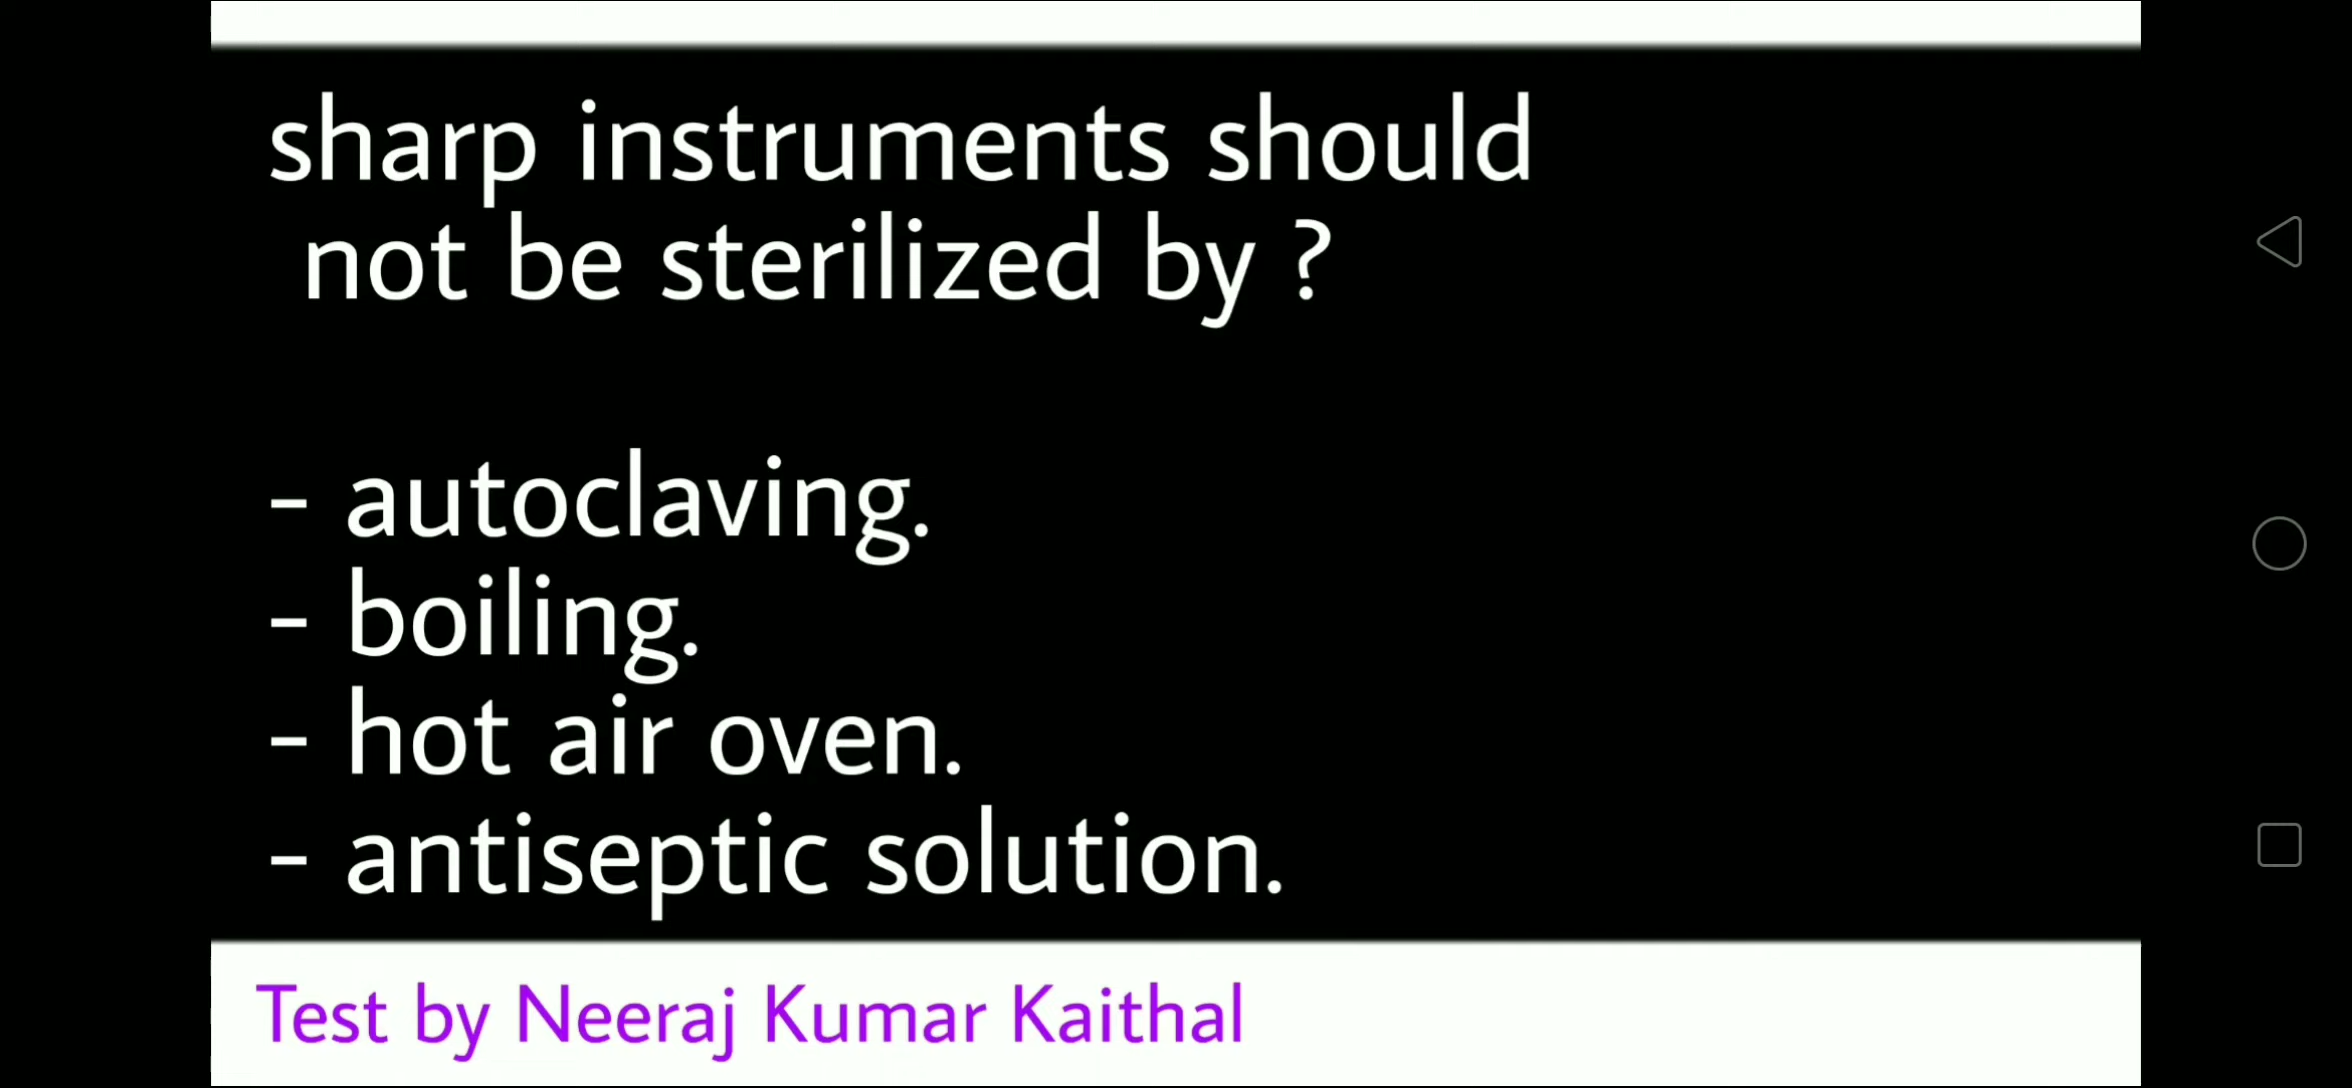 sharp instruments should
not be sterilized by ?
- autoclaving.
- boiling.
- hot air oven.
- antiseptic solution.
Test by Neeraj Kumar Kaithal